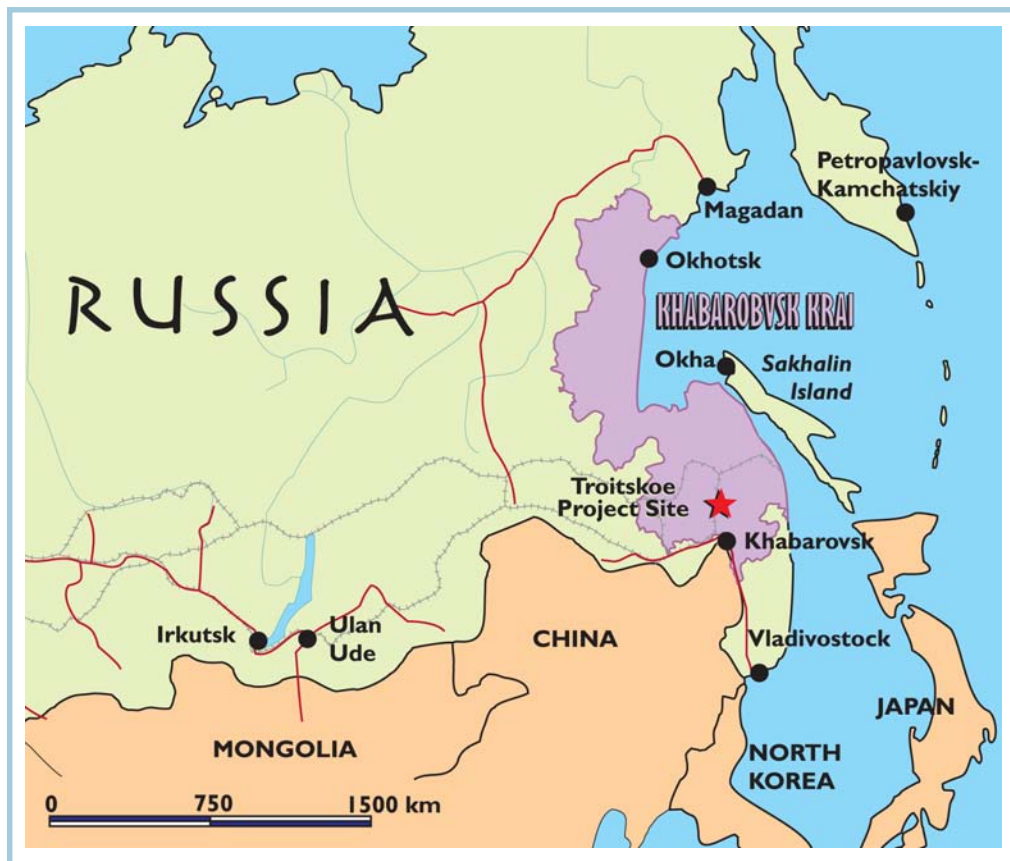 Petropavlovsk-
Kamchatskiy
Magadan
Okhotsk
RUSSIA
KHABAROBVSK KRAI
Okha
Sakhalin
Island
Troitskoe
Project Site
Khabarovsk
Irkutsk
Ulan
Ude
CHINA
Vladivostock
JAPAN
MONGOLIA
NORTH
KOREA
0 750 1500 km